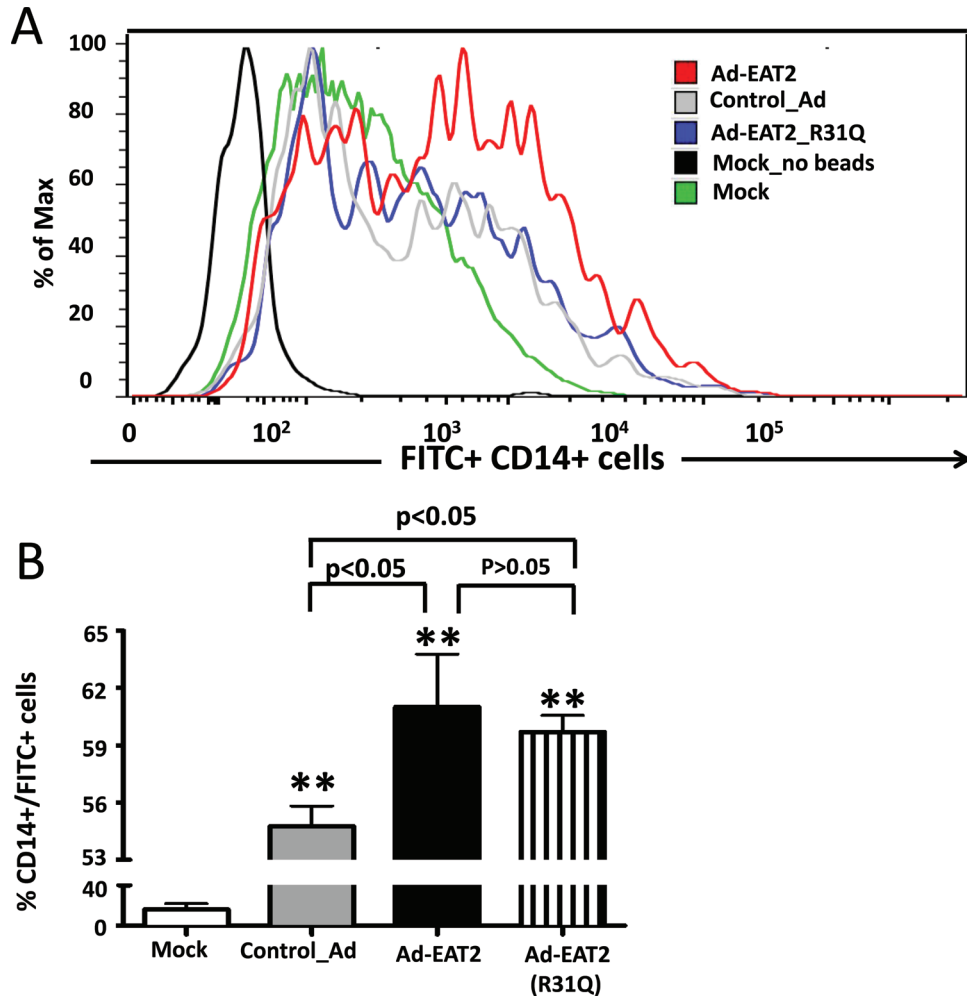 A
100
80
60
40
20
0
% of Max
Ad-EAT2
Control_Ad
Ad-EAT2_R31Q
Mock_no beads
Mock
0 10² 10³ 10⁴ 10⁵
FITC+ CD14+ cells
B
p<0.05
p<0.05 P>0.05
65
62
59
56
53
40
0
% CD14+/FITC+ cells
**
**
**
Mock Control_Ad Ad-EAT2 Ad-EAT2
(R31Q)